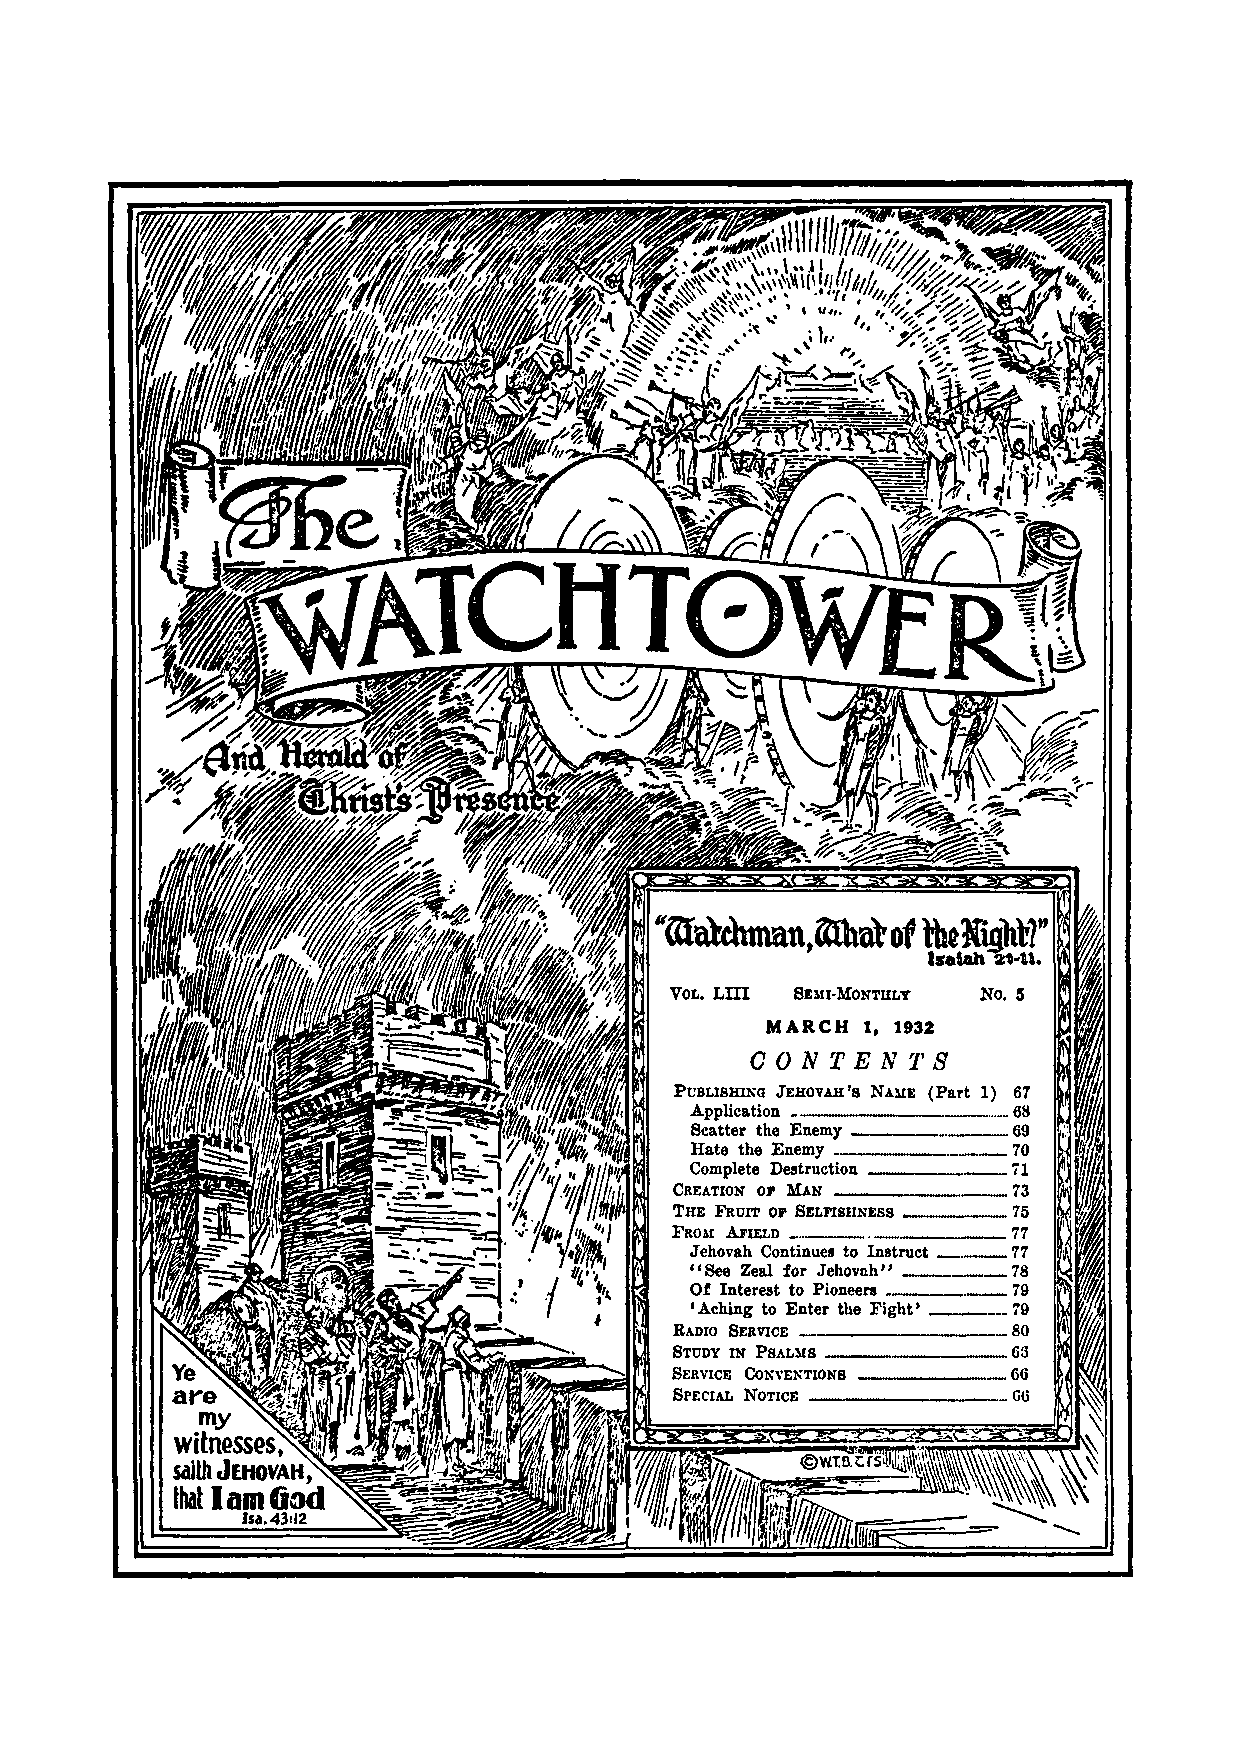 The
WATCHTOWER
And Herald of
Christ's Presence
"Watchman, What of the Night?"
Isaiah 21-11.
VOL. LIII SEMI-MONTHLY No. 5
MARCH 1, 1932
CONTENTS
PUBLISHING JEHOVAH'S NAME (Part 1) 67
Application 68
Scatter the Enemy 69
Hate the Enemy 70
Complete Destruction 71
CREATION OF MAN 73
THE FRUIT OF SELFISHNESS 75
FROM AFIELD 77
Jehovah Continues to Instruct 77
"See Zeal for Jehovah" 78
Of Interest to Pioneers 79
'Aching to Enter the Fight' 79
RADIO SERVICE 80
STUDY IN PSALMS
SERVICE CONVENTIONS 66
SPECIAL NOTICE 66
Ye
are
my
witnesses,
saith JEHOVAH,
that I am God
Isa. 43:12
©W.T.B.&T.S.